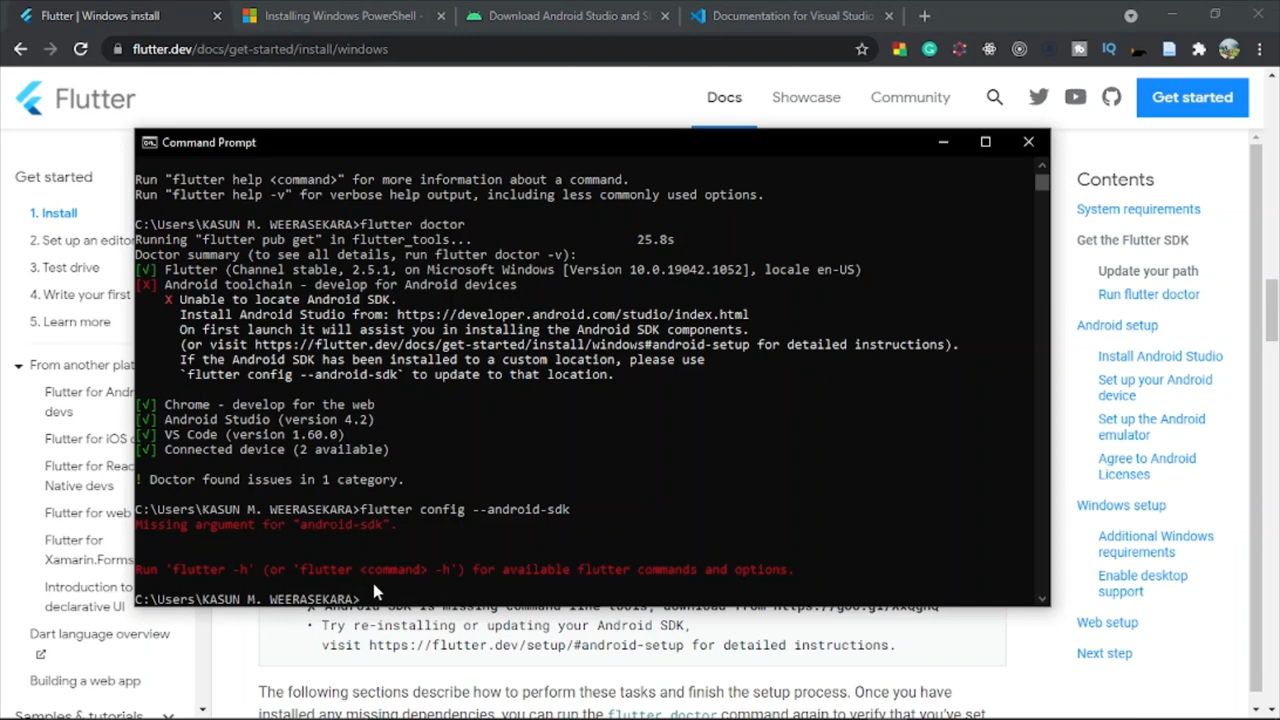 Flutter | Windows install
Installing Windows PowerShell -
Download Android Studio and S
Documentation for Visual Studio
flutter.dev/docs/get-started/install/windows
IQ
Flutter
Docs
Showcase
Community
Get started
Command Prompt
Run "flutter help <command>" for more information about a command.
Run "flutter help -v" for verbose help output, including less commonly used options.
C:\Users\KASUN M. WEERASEKARA>flutter doctor
Running "flutter pub get" in flutter_tools... 25.8s
Doctor summary (to see all details, run flutter doctor -v):
[√] Flutter (Channel stable, 2.5.1, on Microsoft Windows [Version 10.0.19042.1052], locale en-US)
[X] Android toolchain - develop for Android devices
X Unable to locate Android SDK.
Install Android Studio from: https://developer.android.com/studio/index.html
On first launch it will assist you in installing the Android SDK components.
(or visit https://flutter.dev/docs/get-started/install/windows#android-setup for detailed instructions).
If the Android SDK has been installed to a custom location, please use
`flutter config --android-sdk` to update to that location.
[√] Chrome - develop for the web
[√] Android Studio (version 4.2)
[√] VS Code (version 1.60.0)
[√] Connected device (2 available)
! Doctor found issues in 1 category.
C:\Users\KASUN M. WEERASEKARA>flutter config --android-sdk
Missing argument for "android-sdk".
Run 'flutter -h' (or 'flutter <command> -h') for available flutter commands and options.
C:\Users\KASUN M. WEERASEKARA>
Get started
1. Install
2. Set up an editor
3. Test drive
4. Write your first
5. Learn more
From another plat
Flutter for Andr
devs
Flutter for iOS d
Flutter for Reac
Native devs
Flutter for web
Flutter for
Xamarin.Forms
Introduction to
declarative UI
Dart language overview
Building a web app
Samples & tutorials
• Try re-installing or updating your Android SDK,
visit https://flutter.dev/setup/#android-setup for detailed instructions.
The following sections describe how to perform these tasks and finish the setup process. Once you have
installed any missing dependencies, you can run the flutter doctor command again to verify that you've set
Contents
System requirements
Get the Flutter SDK
Update your path
Run flutter doctor
Android setup
Install Android Studio
Set up your Android
device
Set up the Android
emulator
Agree to Android
Licenses
Windows setup
Additional Windows
requirements
Enable desktop
support
Web setup
Next step